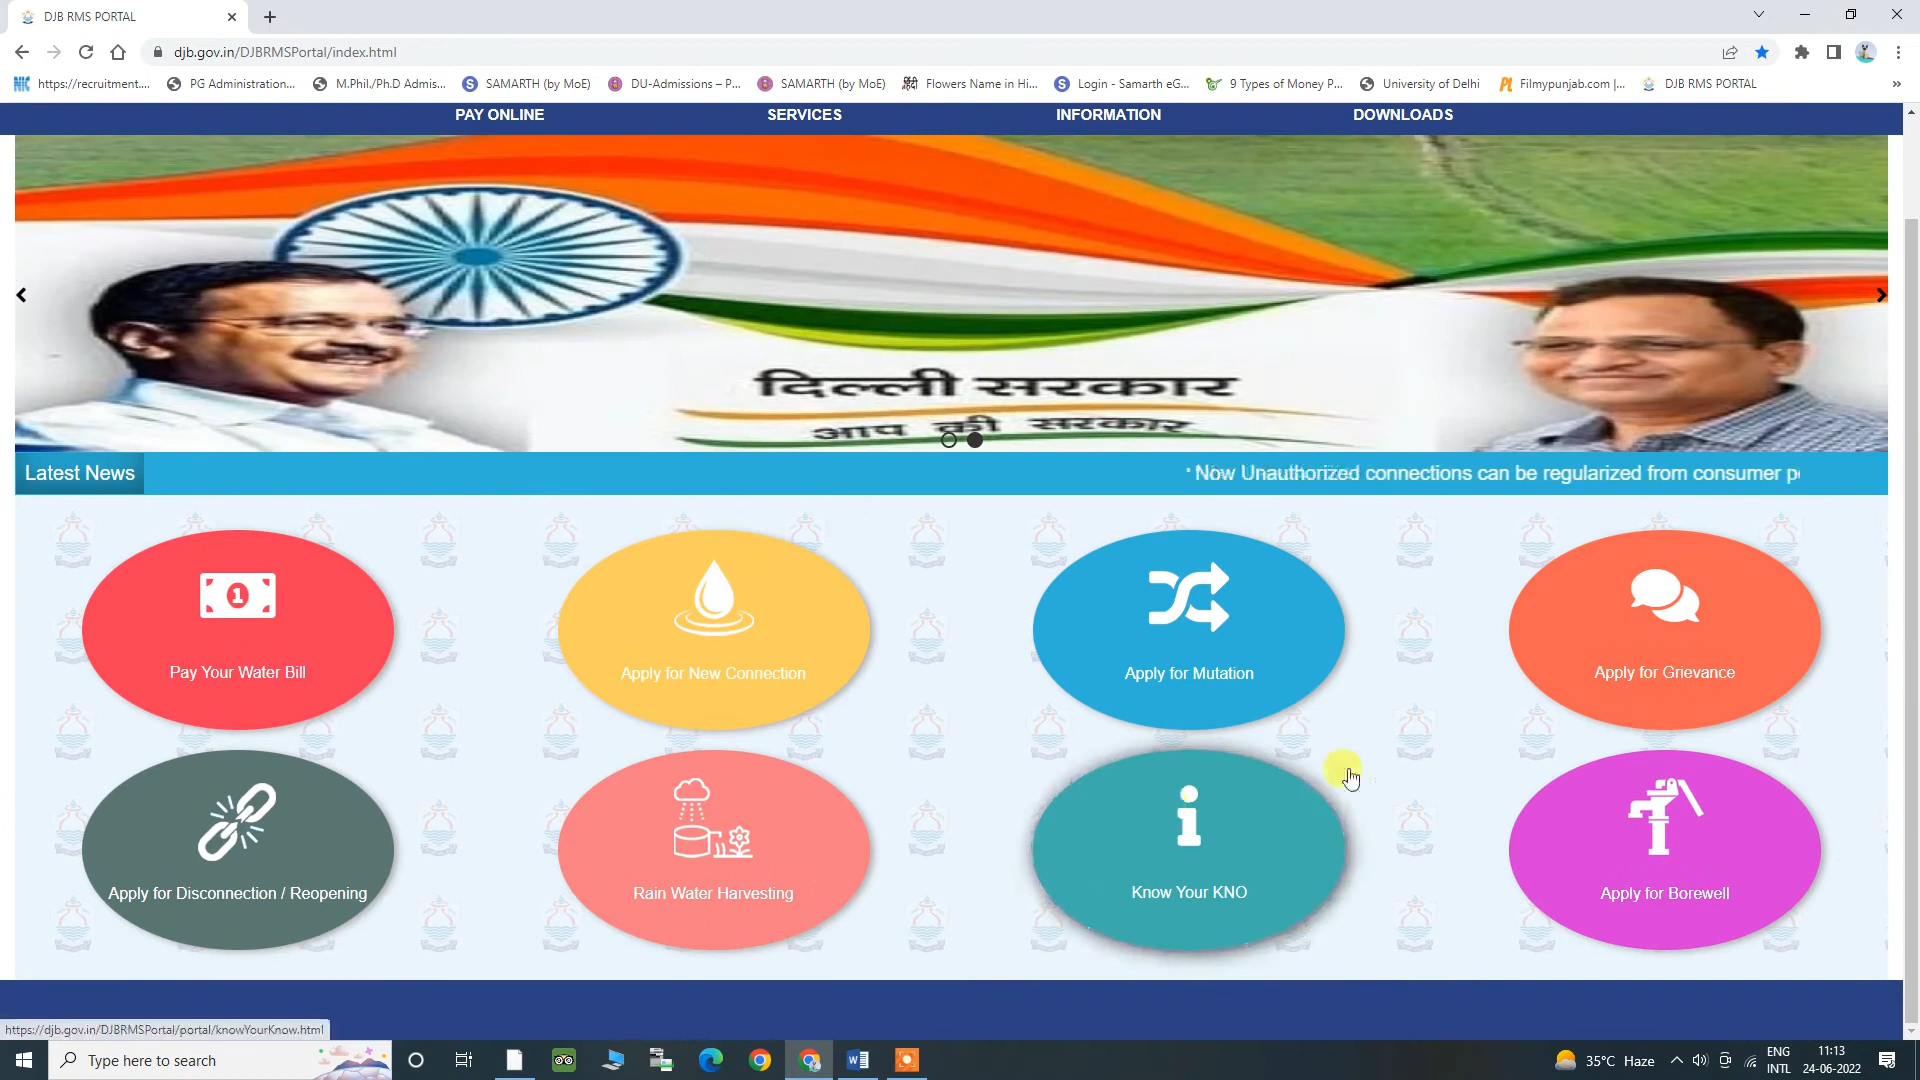 DJB RMS PORTAL
djb.gov.in/DJBRMSPortal/index.html
NIC https://recruitment.... PG Administration... M.Phil./Ph.D Admis... SAMARTH (by MoE) DU-Admissions – P... SAMARTH (by MoE) Flowers Name in Hi... Login - Samarth eG... 9 Types of Money P... University of Delhi Filmypunjab.com |... DJB RMS PORTAL »
PAY ONLINE SERVICES INFORMATION DOWNLOADS
दिल्ली सरकार
आप की सरकार
Latest News
* Now Unauthorized connections can be regularized from consumer p
1
Pay Your Water Bill
Apply for New Connection
Apply for Mutation
Apply for Grievance
Apply for Disconnection / Reopening
Rain Water Harvesting
Know Your KNO
Apply for Borewell
https://djb.gov.in/DJBRMSPortal/portal/knowYourKnow.html
Type here to search
35°C Haze
ENG
INTL
11:13
24-06-2022